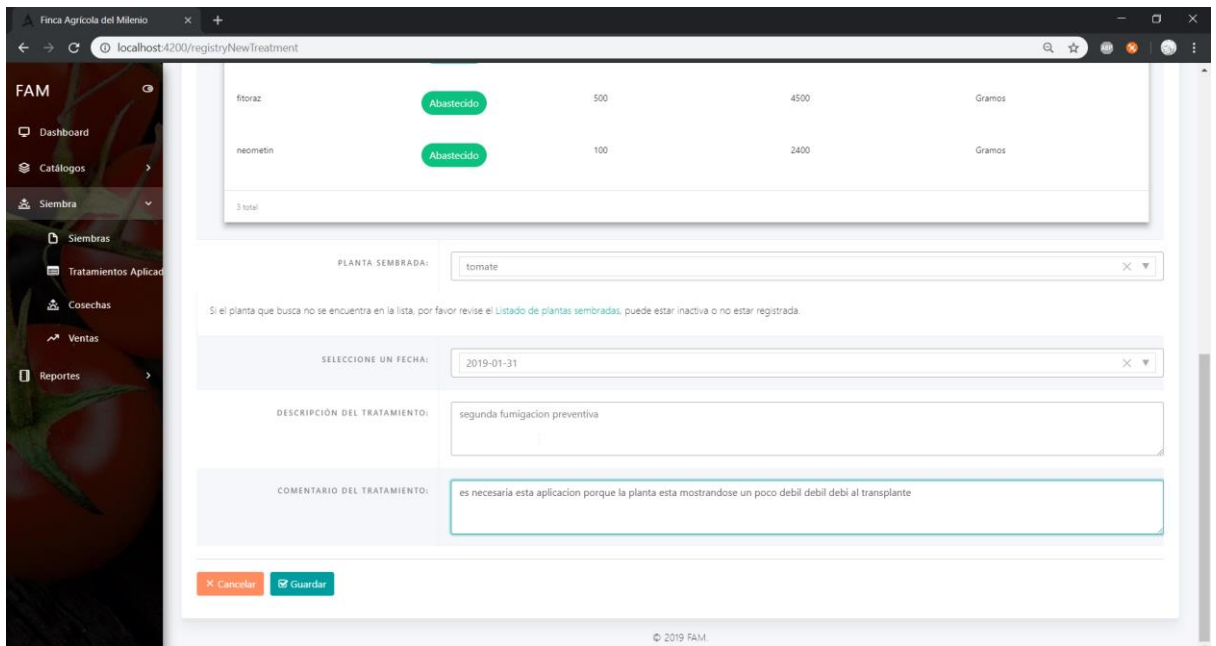 Finca Agrícola del Milenio
localhost:4200/registryNewTreatment
ABP
FAM
Dashboard
Catálogos
Siembra
Siembras
Tratamientos Aplicad
Cosechas
Ventas
Reportes
fitoraz Abastecido 500 4500 Gramos
neometin Abastecido 100 2400 Gramos
3 total
PLANTA SEMBRADA: tomate
Si el planta que busca no se encuentra en la lista, por favor revise el Listado de plantas sembradas, puede estar inactiva o no estar registrada.
SELECCIONE UN FECHA: 2019-01-31
DESCRIPCIÓN DEL TRATAMIENTO: segunda fumigacion preventiva
COMENTARIO DEL TRATAMIENTO: es necesaria esta aplicacion porque la planta esta mostrandose un poco debil debil debi al transplante
Cancelar Guardar
© 2019 FAM.